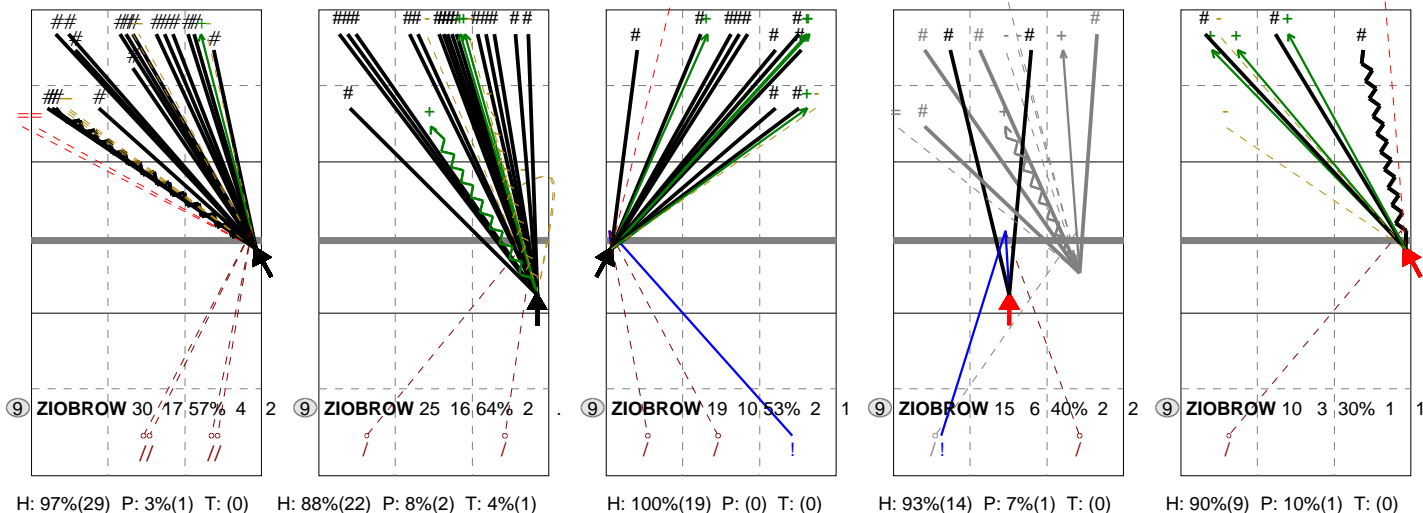 9 ZIOBROW 30 17 57% 4 2
9 ZIOBROW 25 16 64% 2 .
9 ZIOBROW 19 10 53% 2 1
9 ZIOBROW 15 6 40% 2 2
9 ZIOBROW 10 3 30% 1 1
H: 97%(29) P: 3%(1) T: (0)
H: 88%(22) P: 8%(2) T: 4%(1)
H: 100%(19) P: (0) T: (0)
H: 93%(14) P: 7%(1) T: (0)
H: 90%(9) P: 10%(1) T: (0)